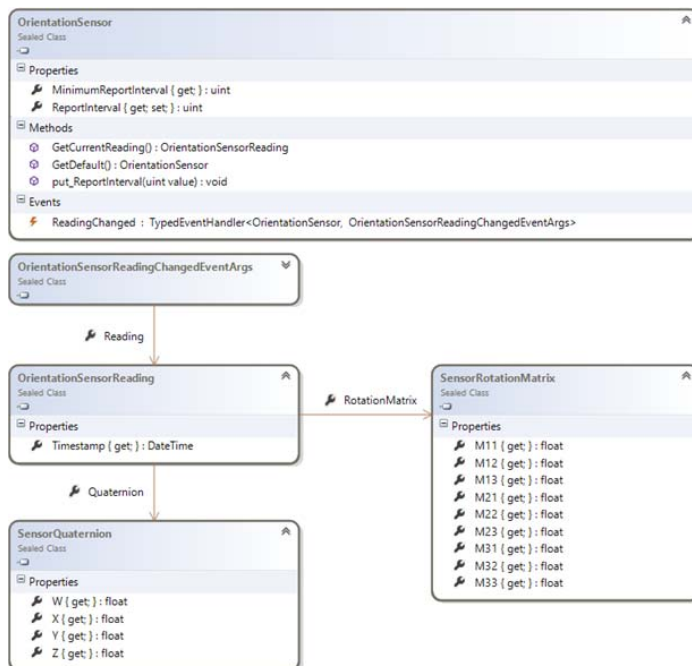 OrientationSensor
Sealed Class
Properties
MinimumReportInterval { get; } : uint
ReportInterval { get; set; } : uint
Methods
GetCurrentReading() : OrientationSensorReading
GetDefault() : OrientationSensor
put_ReportInterval(uint value) : void
Events
ReadingChanged : TypedEventHandler<OrientationSensor, OrientationSensorReadingChangedEventArgs>
OrientationSensorReadingChangedEventArgs
Sealed Class
Reading
OrientationSensorReading
Sealed Class
Properties
Timestamp { get; } : DateTime
RotationMatrix
SensorRotationMatrix
Sealed Class
Properties
M11 { get; } : float
M12 { get; } : float
M13 { get; } : float
M21 { get; } : float
M22 { get; } : float
M23 { get; } : float
M31 { get; } : float
M32 { get; } : float
M33 { get; } : float
Quaternion
SensorQuaternion
Sealed Class
Properties
W { get; } : float
X { get; } : float
Y { get; } : float
Z { get; } : float